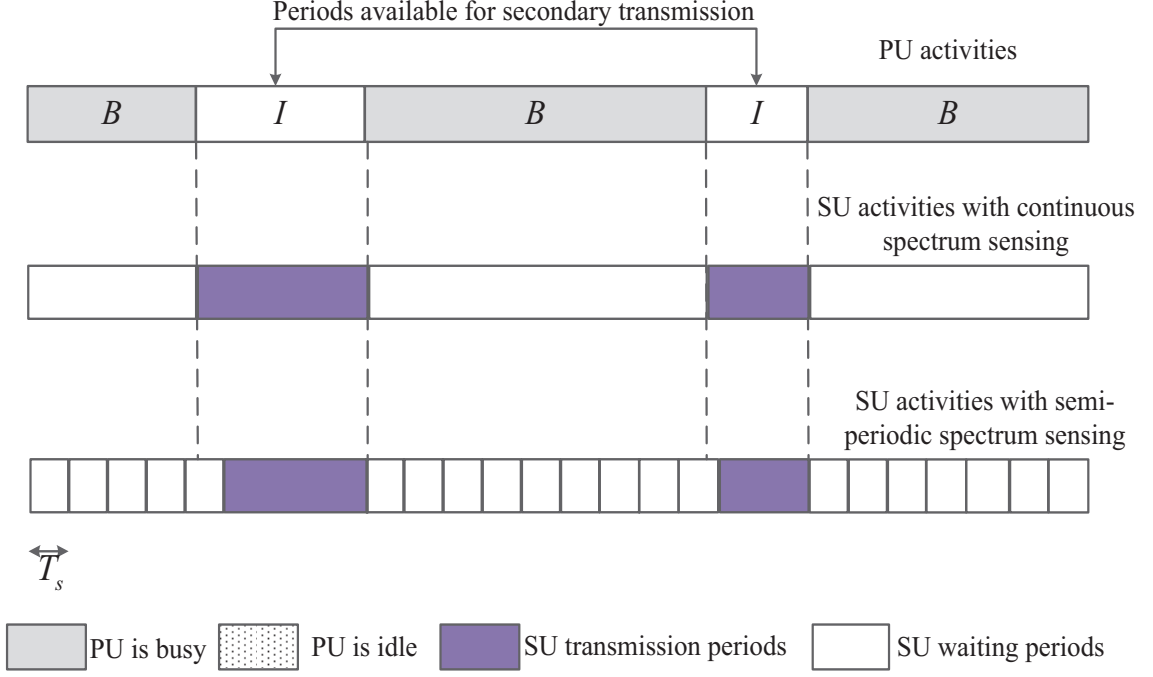 Periods available for secondary transmission
PU activities
B I B I B
SU activities with continuous
spectrum sensing
SU activities with semi-
periodic spectrum sensing
Ts
PU is busy PU is idle SU transmission periods SU waiting periods